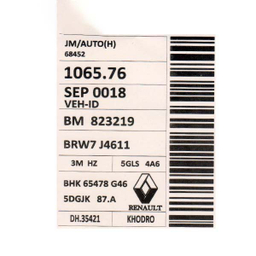 JM/AUTO(H)
68452
1065.76
SEP 0018
VEH-ID
BM 823219
BRW7 J4611
3M HZ 5GLS 4A6
BHK 65478 G46
5DGJK 87.A
RENAULT
DH.35421 KHODRO